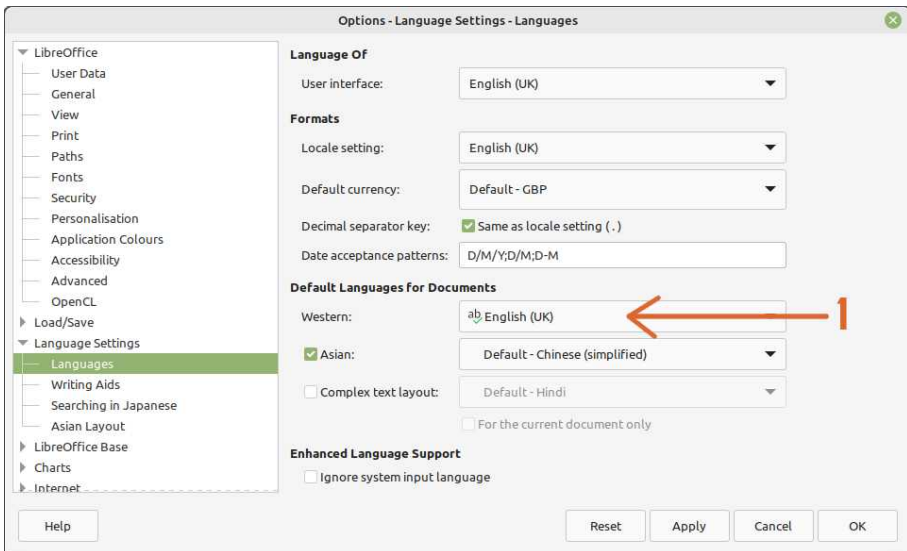 Options - Language Settings - Languages
LibreOffice
User Data
General
View
Print
Paths
Fonts
Security
Personalisation
Application Colours
Accessibility
Advanced
OpenCL
Load/Save
Language Settings
Languages
Writing Aids
Searching in Japanese
Asian Layout
LibreOffice Base
Charts
Internet
Language Of
User interface: English (UK)
Formats
Locale setting: English (UK)
Default currency: Default - GBP
Decimal separator key: Same as locale setting ( . )
Date acceptance patterns: D/M/Y;D/M;D-M
Default Languages for Documents
Western: ab English (UK) 1
Asian: Default - Chinese (simplified)
Complex text layout: Default - Hindi
For the current document only
Enhanced Language Support
Ignore system input language
Help Reset Apply Cancel OK